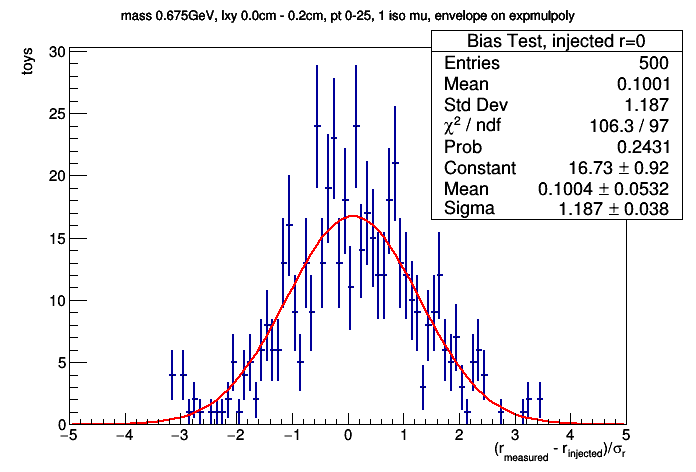 mass 0.675GeV, lxy 0.0cm - 0.2cm, pt 0-25, 1 iso mu, envelope on expmulpoly
Bias Test, injected r=0
Entries 500
Mean 0.1001
Std Dev 1.187
χ² / ndf 106.3 / 97
Prob 0.2431
Constant 16.73 ± 0.92
Mean 0.1004 ± 0.0532
Sigma 1.187 ± 0.038
toys
30
25
20
15
10
5
0
−5 −4 −3 −2 −1 0 1 2 3 4 5
(r_measured - r_injected)/σ_r